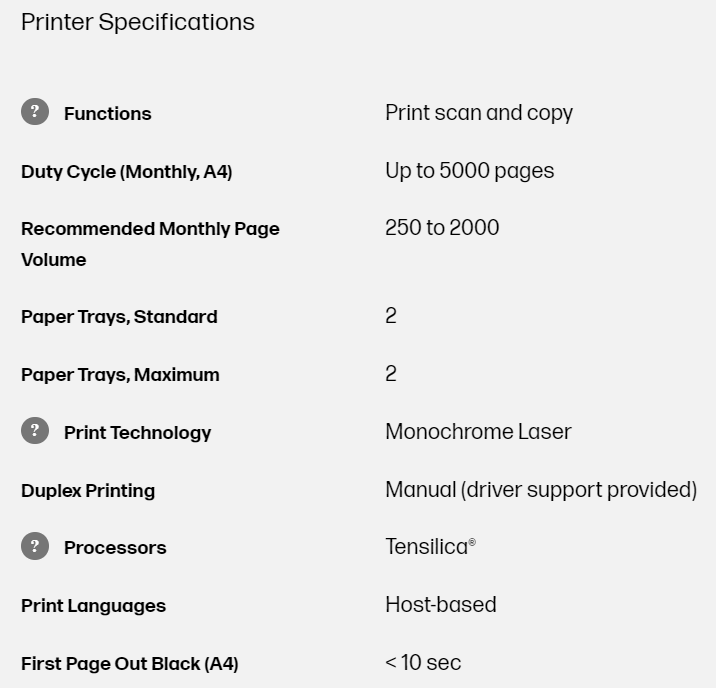 Printer Specifications
? Functions Print scan and copy
Duty Cycle (Monthly, A4) Up to 5000 pages
Recommended Monthly Page 250 to 2000
Volume
Paper Trays, Standard 2
Paper Trays, Maximum 2
? Print Technology Monochrome Laser
Duplex Printing Manual (driver support provided)
? Processors Tensilica®
Print Languages Host-based
First Page Out Black (A4) < 10 sec